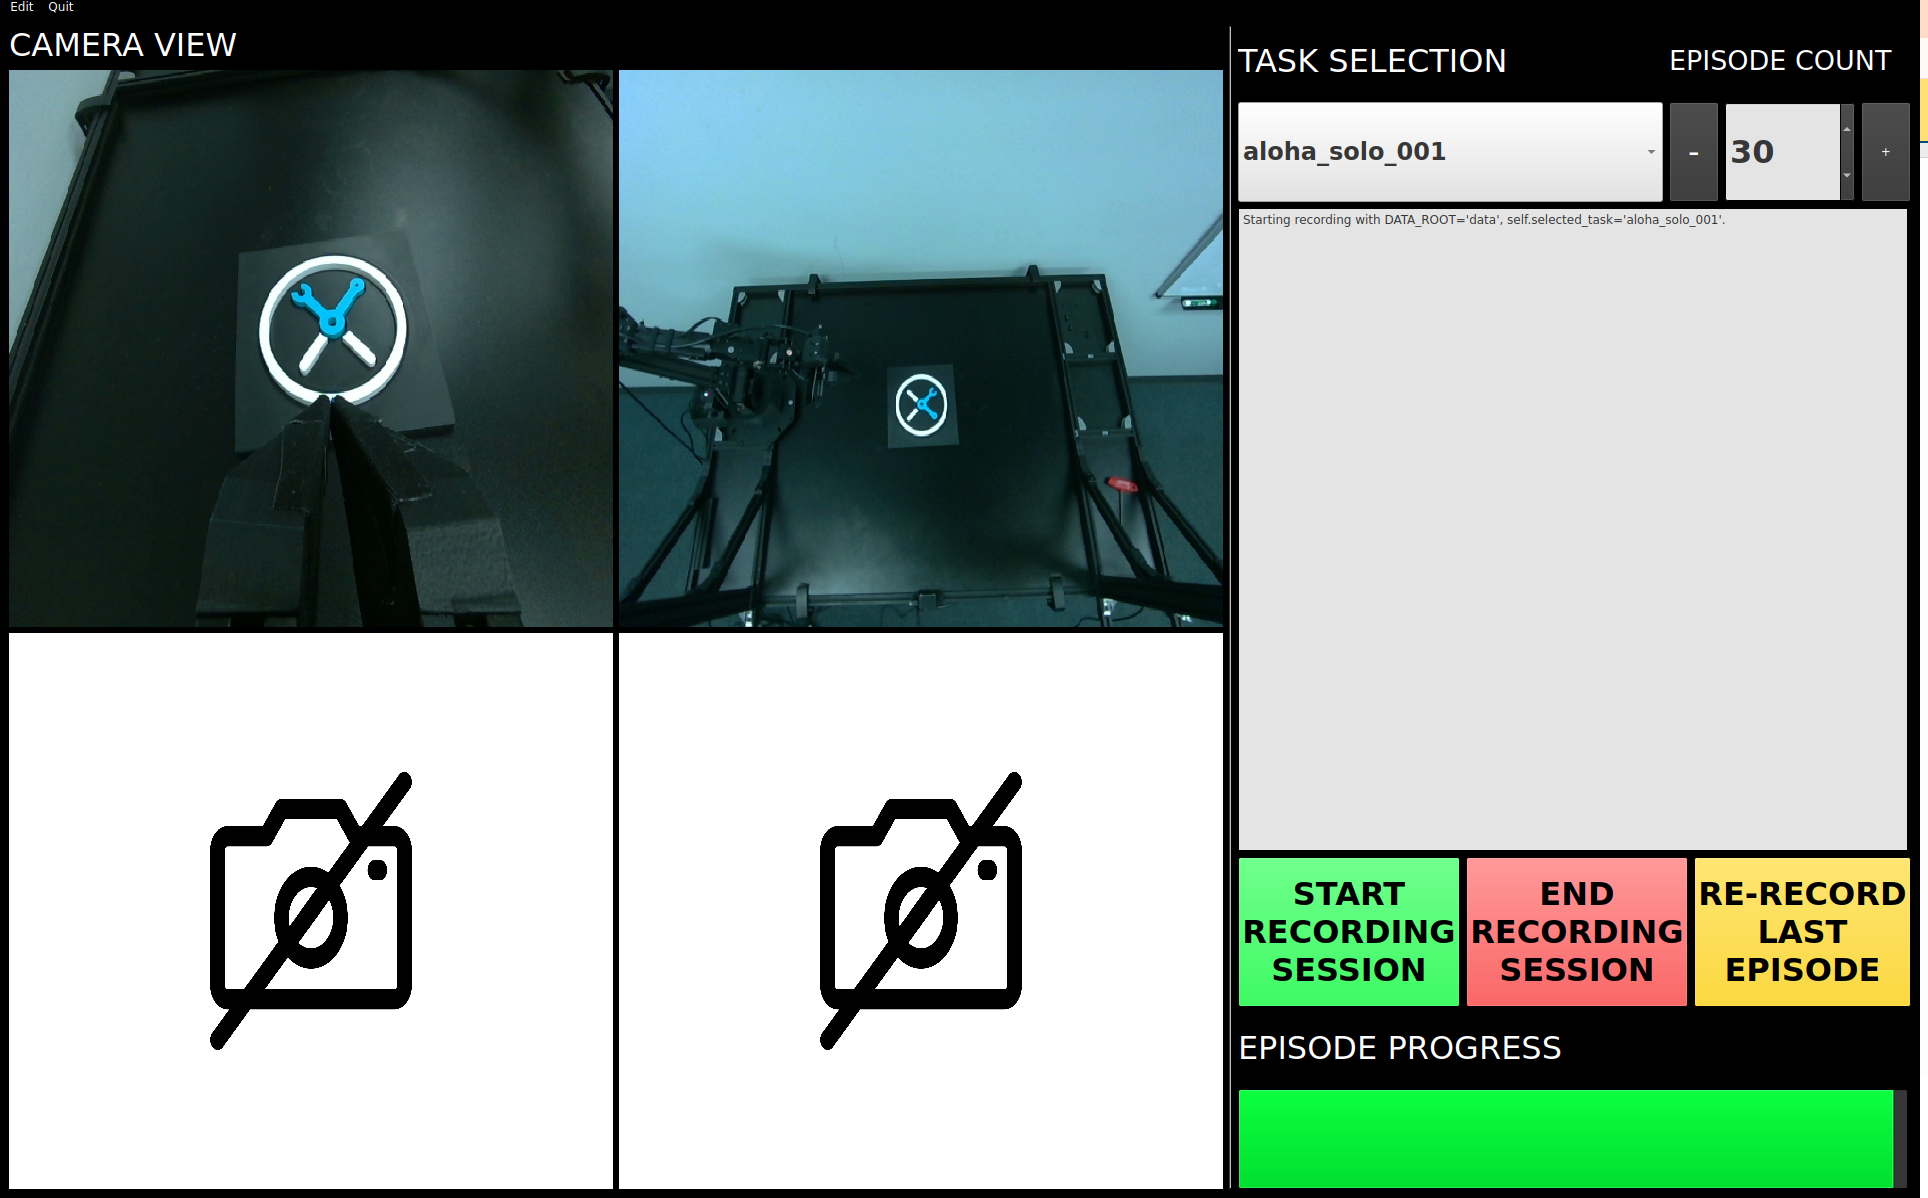 Edit Quit
CAMERA VIEW
TASK SELECTION
EPISODE COUNT
aloha_solo_001
-
30
+
Starting recording with DATA_ROOT='data', self.selected_task='aloha_solo_001'.
START
RECORDING
SESSION
END
RECORDING
SESSION
RE-RECORD
LAST
EPISODE
EPISODE PROGRESS